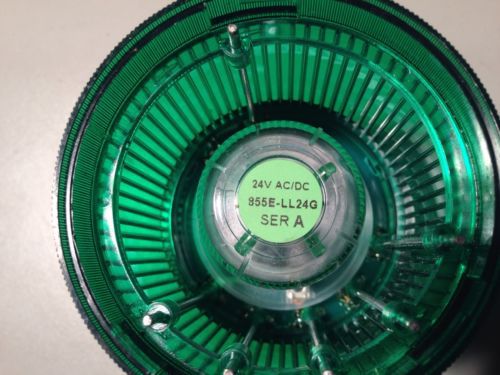 24V AC/DC
855E-LL24G
SER A